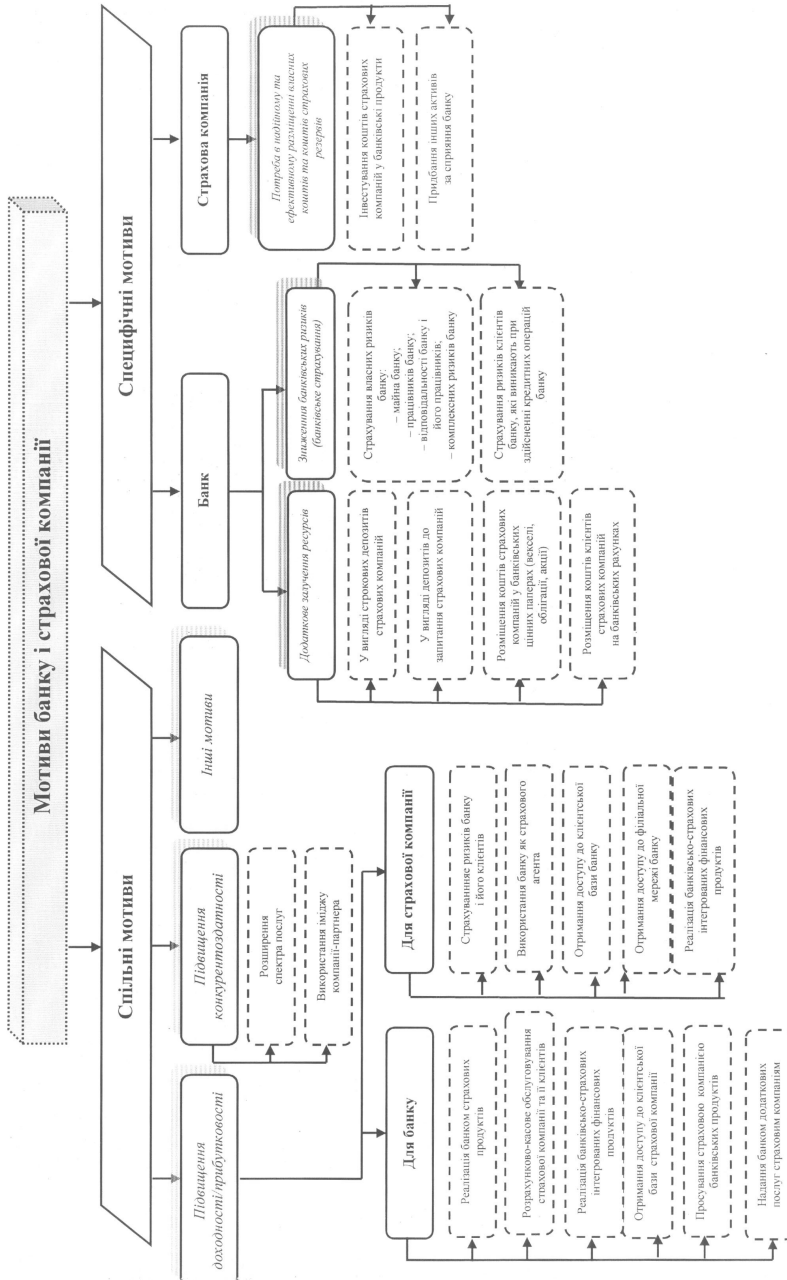 Мотиви банку і страхової компанії
Спільні мотиви
Підвищення
доходності/прибутковості
Підвищення
конкурентоздатності
Інші мотиви
Розширення
спектра послуг
Використання іміджу
компанії-партнера
Для банку
Реалізація банком страхових
продуктів
Розрахунково-касове обслуговування
страхової компанії та її клієнтів
Реалізація банківсько-страхових
інтегрованих фінансових
продуктів
Отримання доступу до клієнтської
бази страхової компанії
Просування страховою компанією
банківських продуктів
Надання банком додаткових
послуг страховим компаніям
Для страхової компанії
Страхуванняе ризиків банку
і його клієнтів
Використання банку як страхового
агента
Отримання доступу до клієнтської
бази банку
Отримання доступу до філіальної
мережі банку
Реалізація банківсько-страхових
інтегрованих фінансових
продуктів
Специфічні мотиви
Банк
Додаткове залучення ресурсів
У вигляді строкових депозитів
страхових компаній
У вигляді депозитів до
запитання страхових компаній
Розміщення коштів страхових
компаній у банківських
цінних паперах (векселі,
облігації, акції)
Розміщення коштів клієнтів
страхових компаній
на банківських рахунках
Зниження банківських ризиків
(банківське страхування)
Страхування власних ризиків
банку:
– майна банку;
– працівників банку;
– відповідальності банку і
його працівників;
– комплексних ризиків банку
Страхування ризиків клієнтів
банку, які виникають при
здійсненні кредитних операцій
банку
Страхова компанія
Потреба в надійному та
ефективному розміщенні власних
коштів та коштів страхових
резервів
Інвестування коштів страхових
компаній у банківські продукти
Придбання інших активів
за сприяння банку